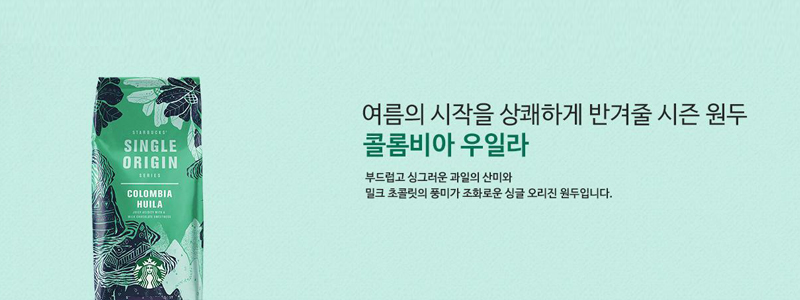 STARBUCKS®
SINGLE
ORIGIN
SERIES
COLOMBIA
HUILA
여름의 시작을 상쾌하게 반겨줄 시즌 원두
콜롬비아 우일라
부드럽고 싱그러운 과일의 산미와
밀크 초콜릿의 풍미가 조화로운 싱글 오리진 원두입니다.